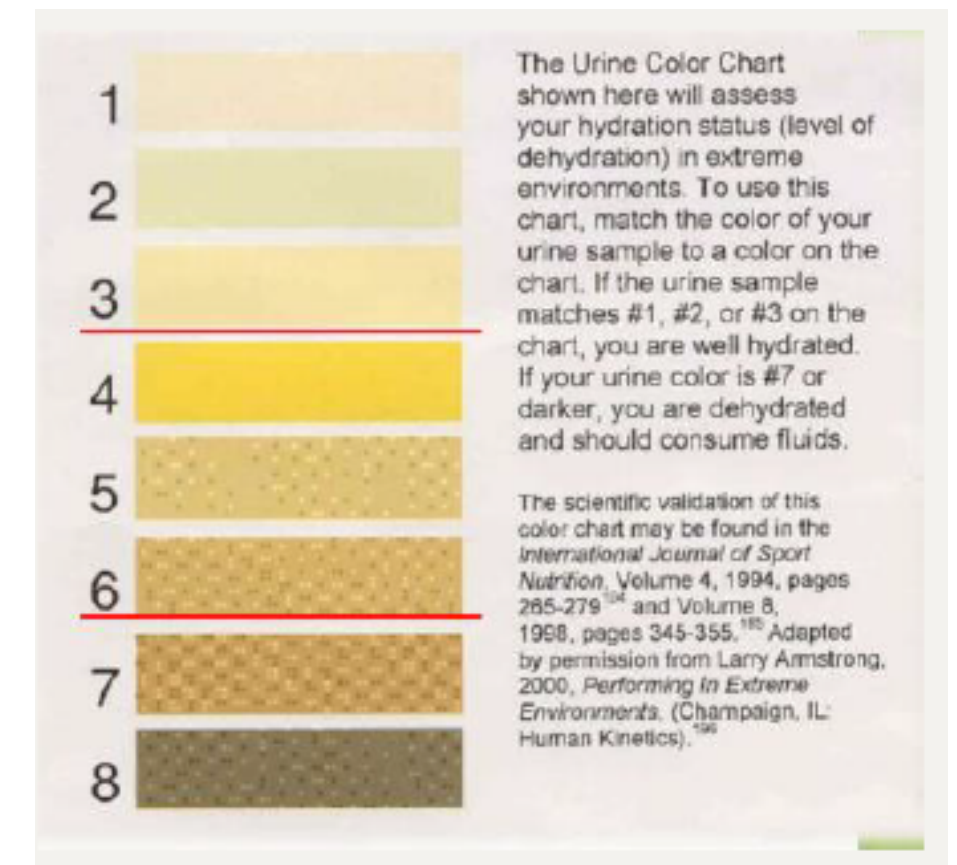 1
2
3
4
5
6
7
8
The Urine Color Chart
shown here will assess
your hydration status (level of
dehydration) in extreme
environments. To use this
chart, match the color of your
urine sample to a color on the
chart. If the urine sample
matches #1, #2, or #3 on the
chart, you are well hydrated.
If your urine color is #7 or
darker, you are dehydrated
and should consume fluids.
The scientific validation of this
color chart may be found in the
International Journal of Sport
Nutrition, Volume 4, 1994, pages
265-279 and Volume 8,
1998, pages 345-355. Adapted
by permission from Larry Armstrong,
2000, Performing In Extreme
Environments, (Champaign, IL:
Human Kinetics).